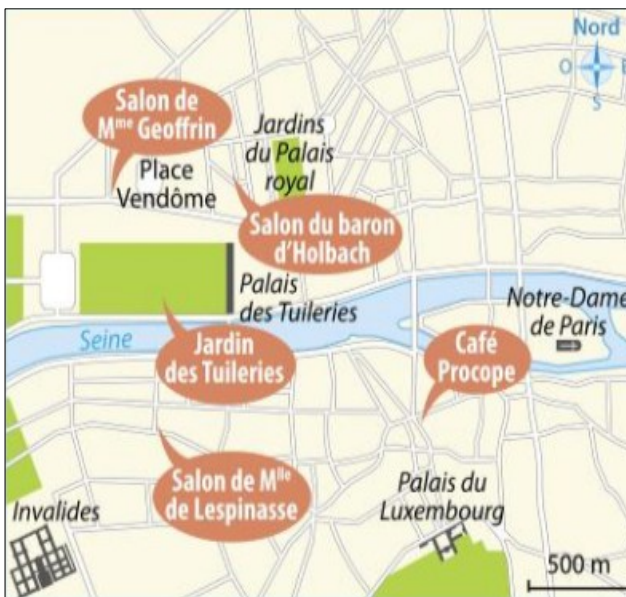 Nord
O
E
S
Salon de
Mme Geoffrin
Jardins
du Palais
royal
Place
Vendôme
Salon du baron
d'Holbach
Palais
des Tuileries
Notre-Dame
de Paris
Seine
Jardin
des Tuileries
Café
Procope
Salon de Mlle
de Lespinasse
Palais du
Luxembourg
Invalides
500 m